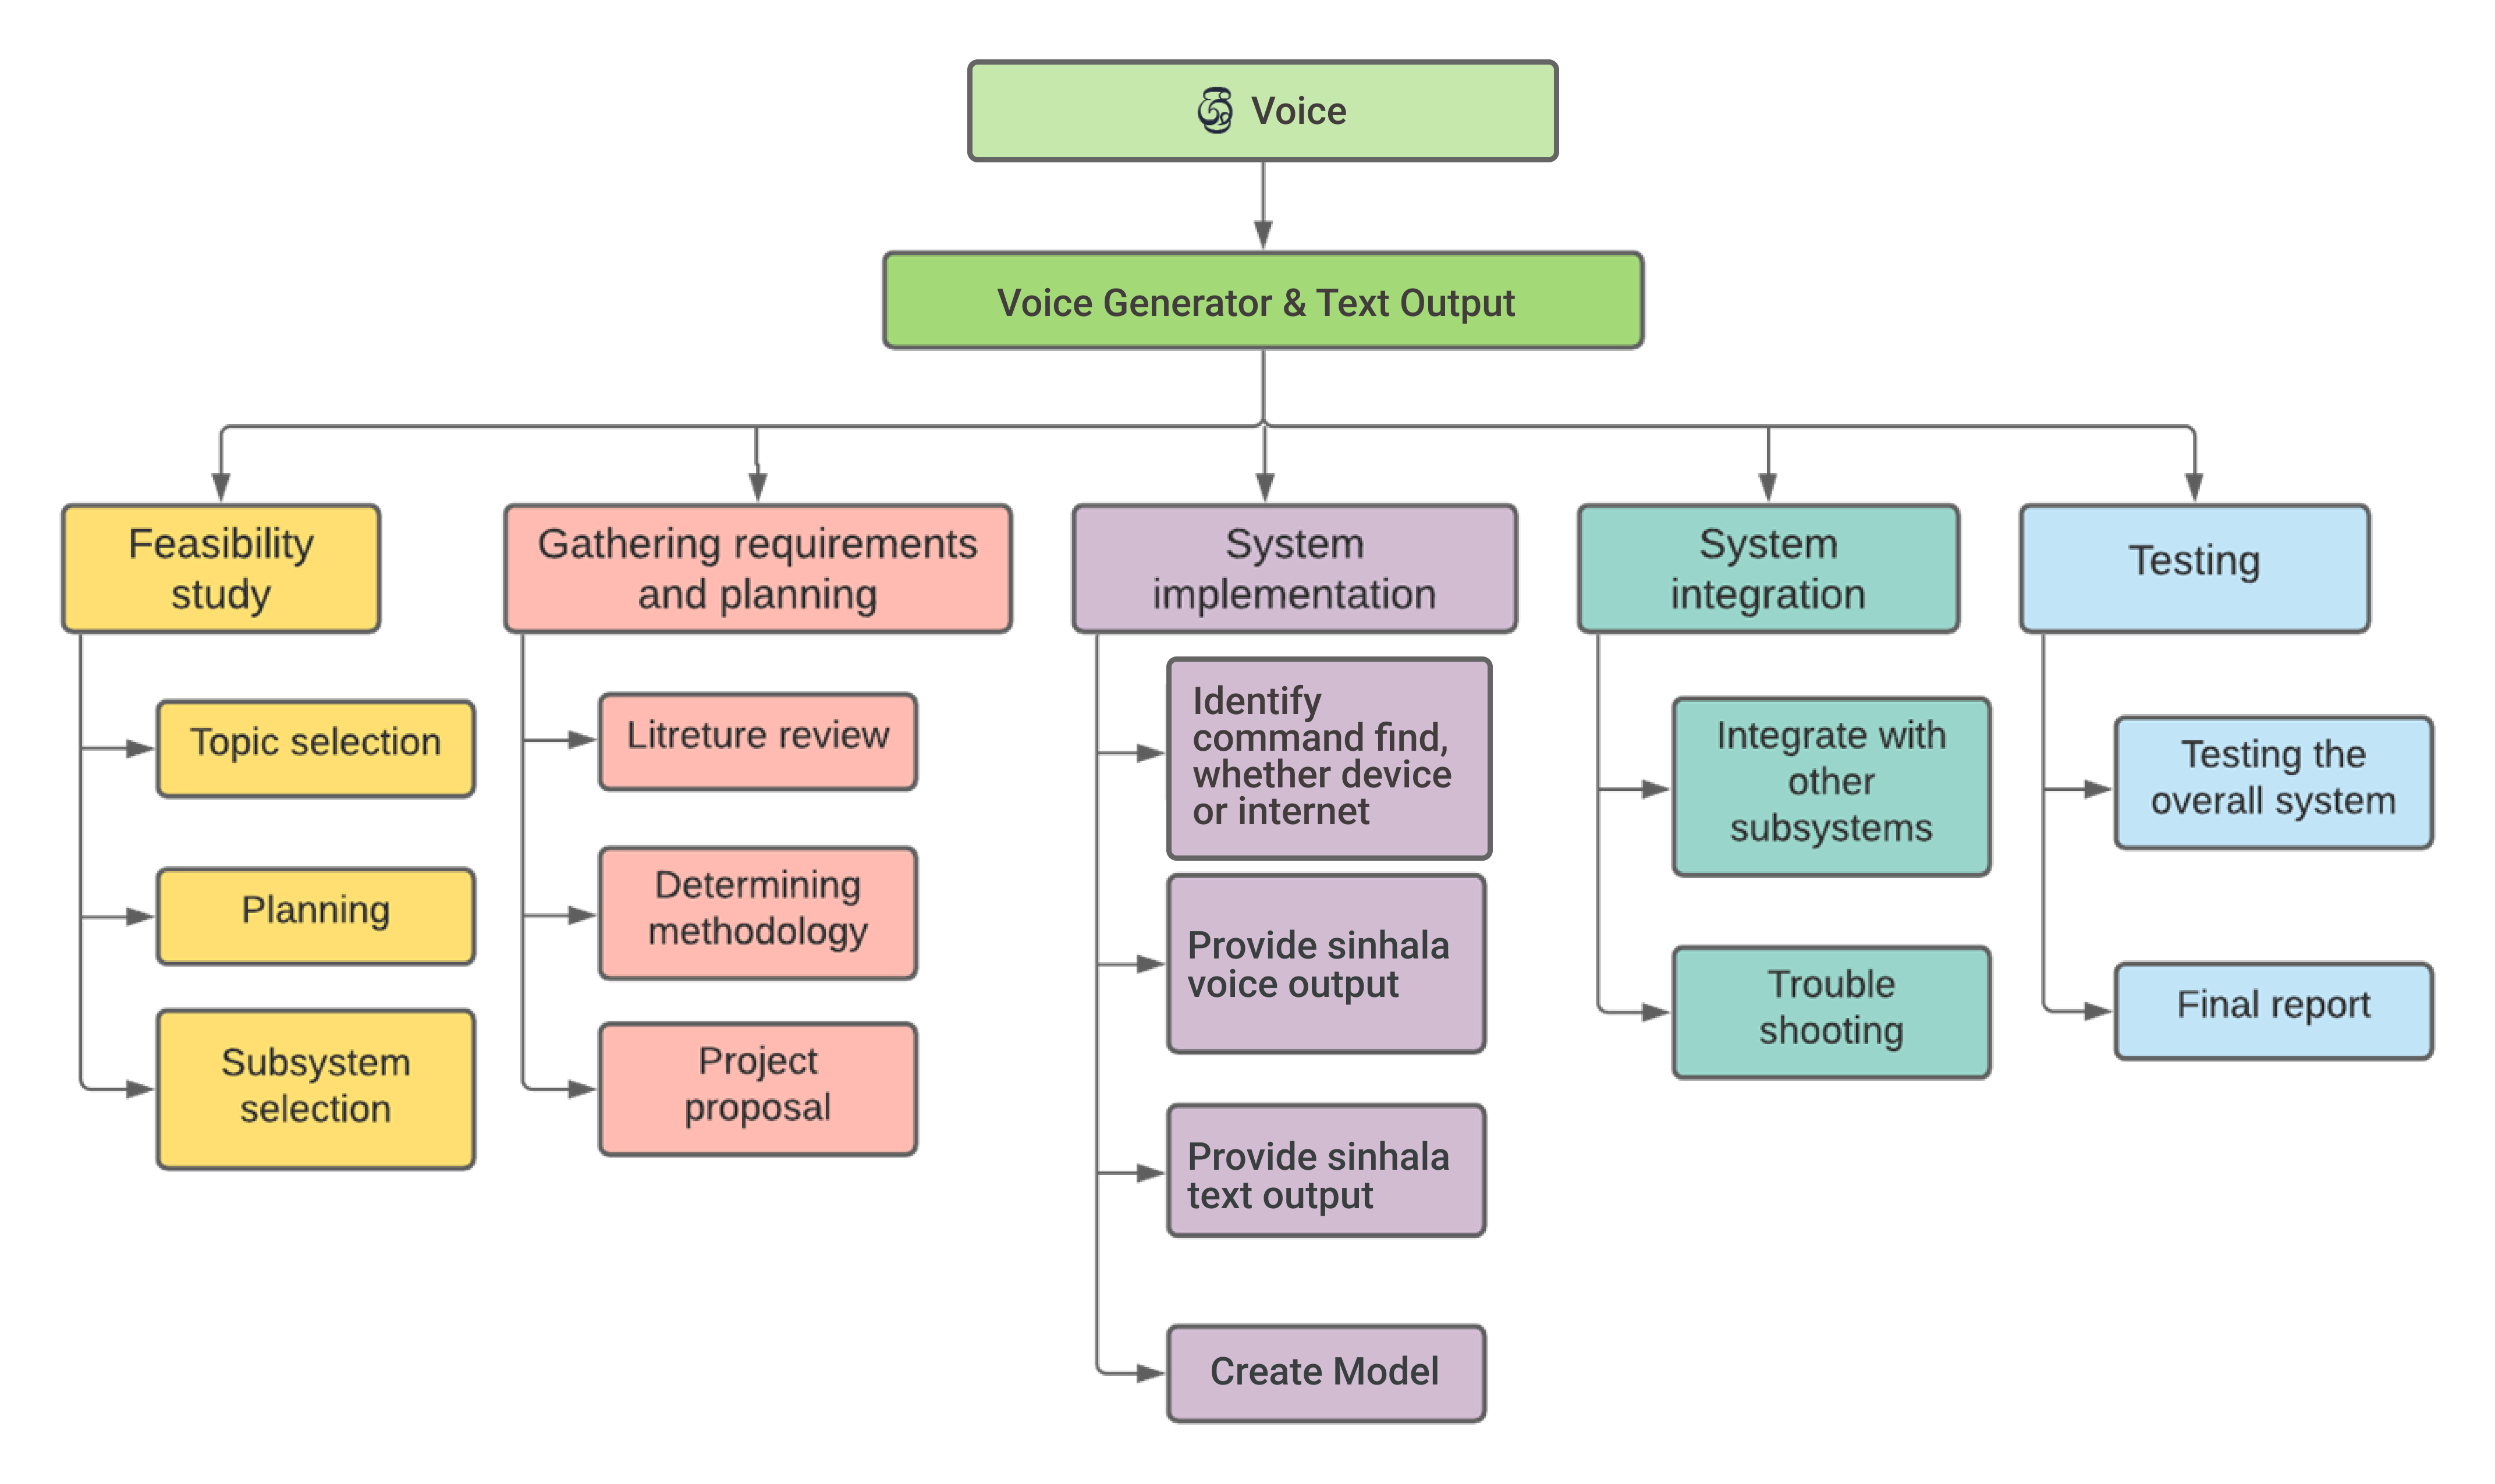 ශ්‍රී Voice
Voice Generator & Text Output
Feasibility
study
Topic selection
Planning
Subsystem
selection
Gathering requirements
and planning
Litreture review
Determining
methodology
Project
proposal
System
implementation
Identify
command find,
whether device
or internet
Provide sinhala
voice output
Provide sinhala
text output
Create Model
System
integration
Integrate with
other
subsystems
Trouble
shooting
Testing
Testing the
overall system
Final report